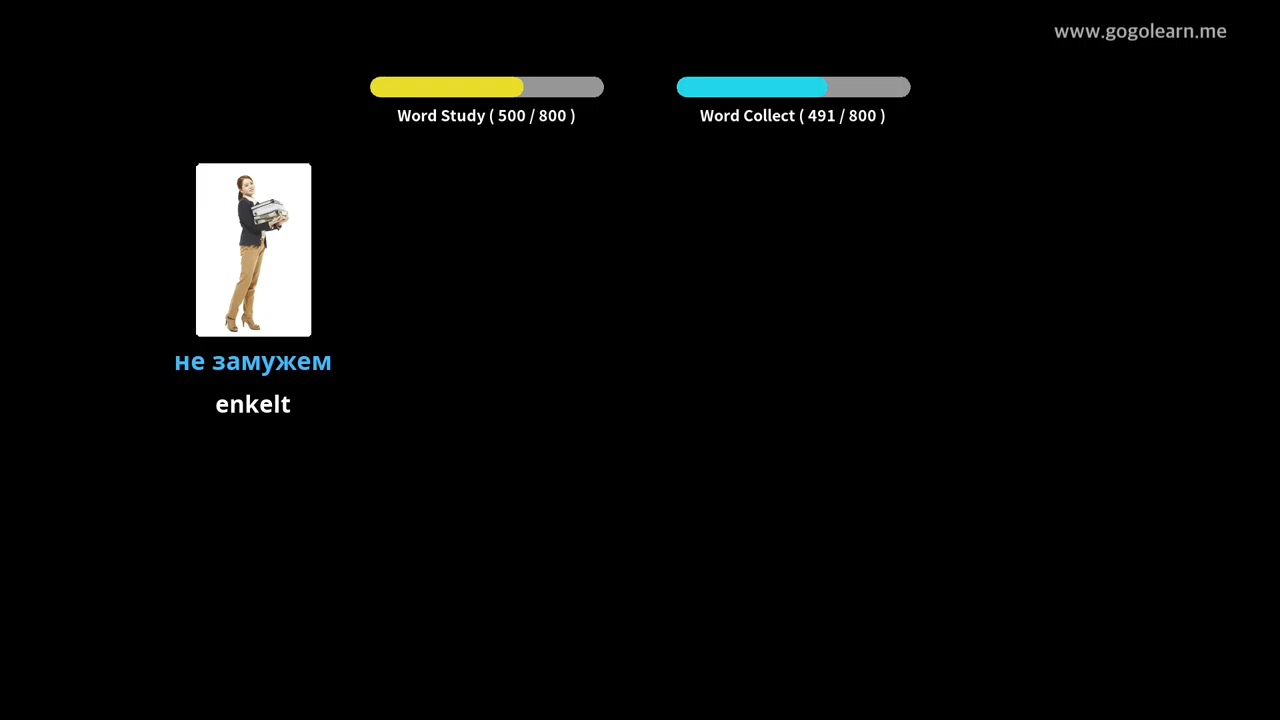 www.gogolearn.me
Word Study ( 500 / 800 )
Word Collect ( 491 / 800 )
не замужем
enkelt